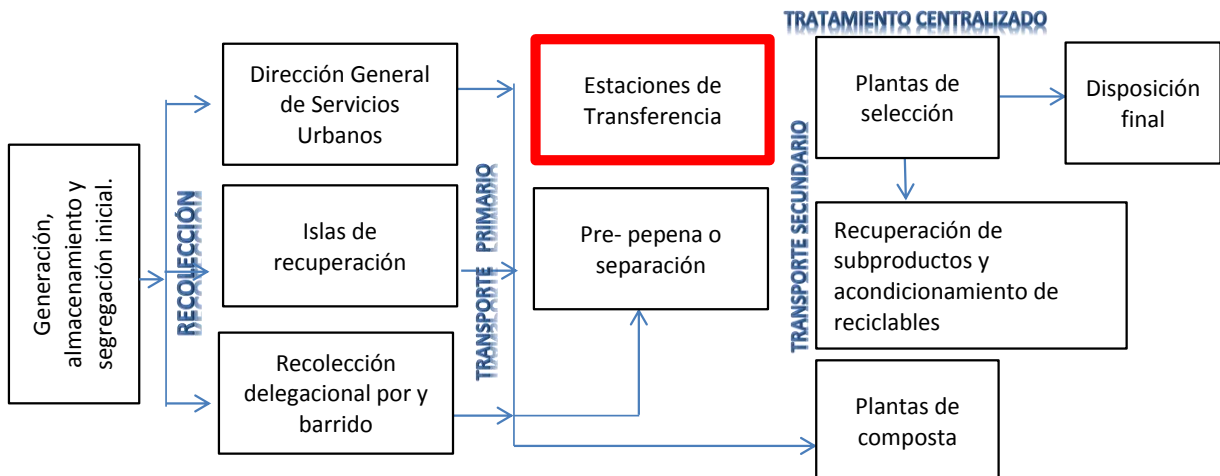 TRATAMIENTO CENTRALIZADO
Generación,
almacenamiento y
segregación inicial.
RECOLECCIÓN
Dirección General
de Servicios
Urbanos
Islas de
recuperación
Recolección
delegacional por y
barrido
TRANSPORTE PRIMARIO
Estaciones de
Transferencia
Pre- pepena o
separación
TRANSPORTE SECUNDARIO
Plantas de
selección
Disposición
final
Recuperación de
subproductos y
acondicionamiento de
reciclables
Plantas de
composta